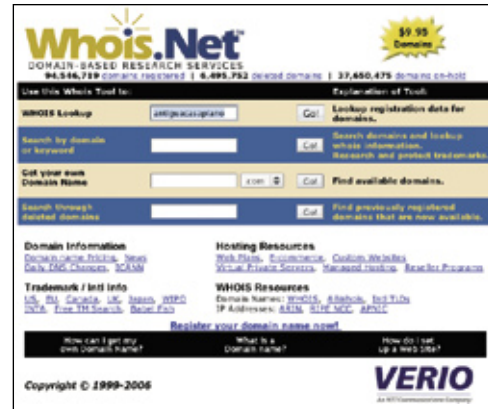 Whois.Net
$9.95
Domains
DOMAIN-BASED RESEARCH SERVICES
94,546,719 domains registered | 6,495,752 deleted domains | 37,650,475 domains on-hold
Use this Whois Tool to: Explanation of Tool:
WHOIS Lookup Go! Lookup registration data for
domains.
Search by domain
or keyword Go! Search domains and lookup
whois information.
Research and protect trademarks.
Get your own
Domain Name .com Go! Find available domains.
Search through
deleted domains Go! Find previously registered
domains that are now available.
Domain Information Hosting Resources
Domain name Pricing, News Web Plans, Ecommerce, Custom Websites
Daily DNS Changes, ICANN Virtual Private Servers, Managed Hosting, Reseller Programs
Trademark / Intl Info WHOIS Resources
US, EU, Canada, UK, Japan, WIPO Domain Names: WHOIS, Allwhois, Intl TLDs
INTA, Free TM Search, Babel Fish IP Addresses: ARIN, RIPE NCC, APNIC
Register your domain name now!
How can I get my
own Domain Name? What is a
Domain name? How do I set
up a Web Site?
Copyright © 1999-2006 VERIO
An NTT Communications Company